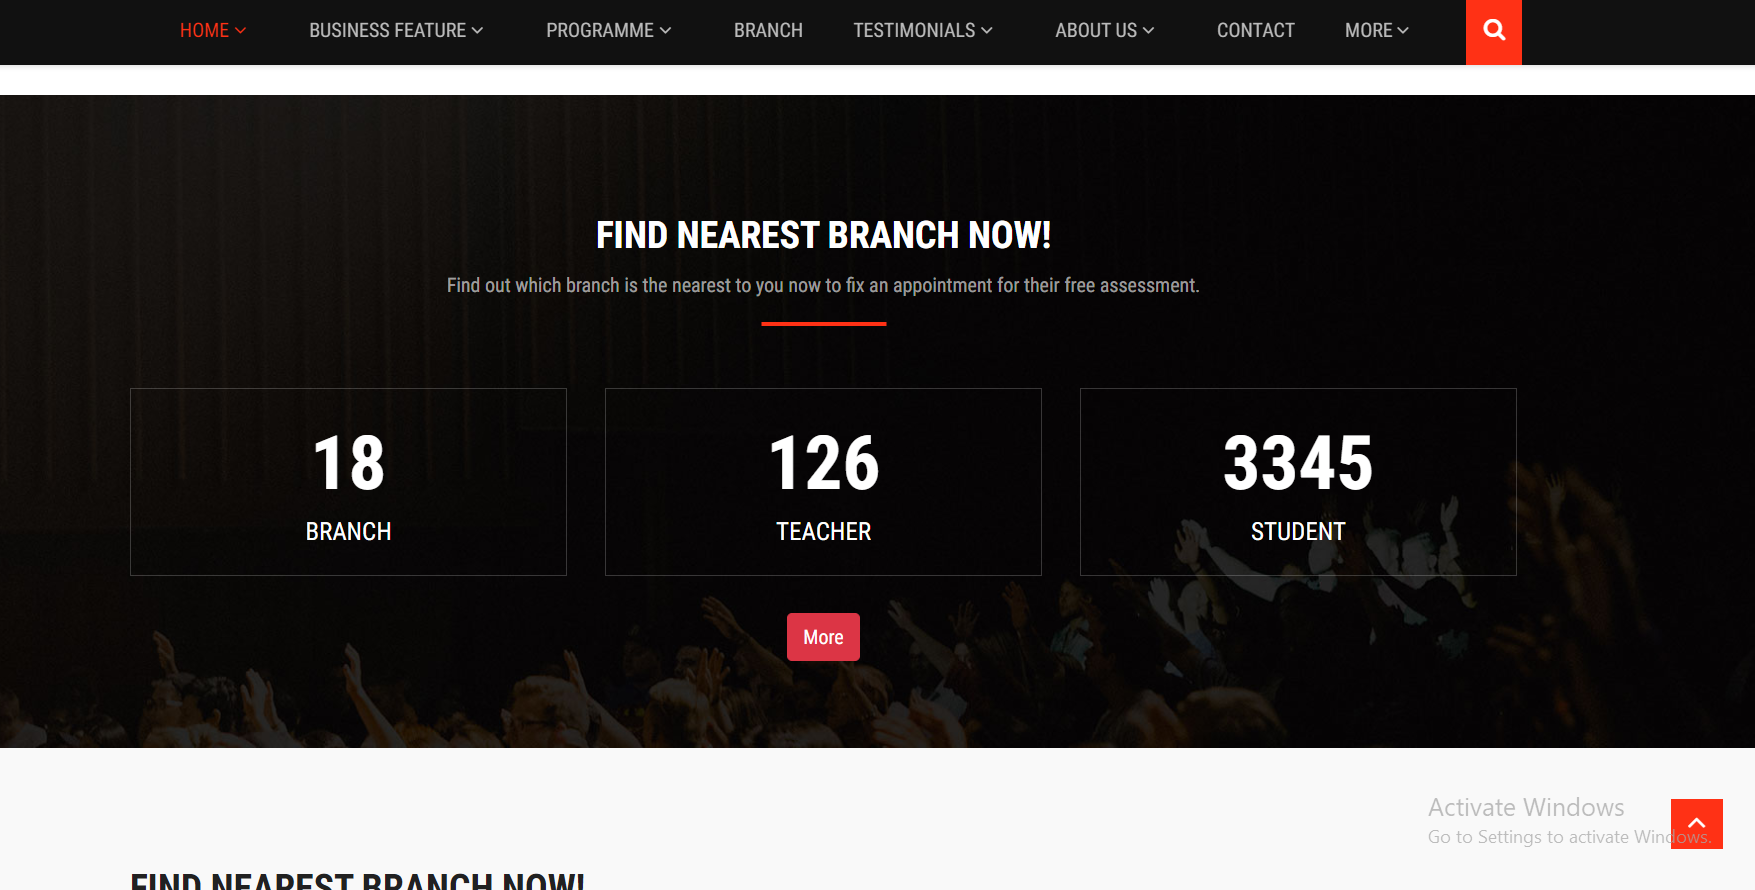 HOME BUSINESS FEATURE PROGRAMME BRANCH TESTIMONIALS ABOUT US CONTACT MORE
FIND NEAREST BRANCH NOW!
Find out which branch is the nearest to you now to fix an appointment for their free assessment.
18
BRANCH
126
TEACHER
3345
STUDENT
More
Activate Windows
Go to Settings to activate Windows.
FIND NEAREST BRANCH NOW!